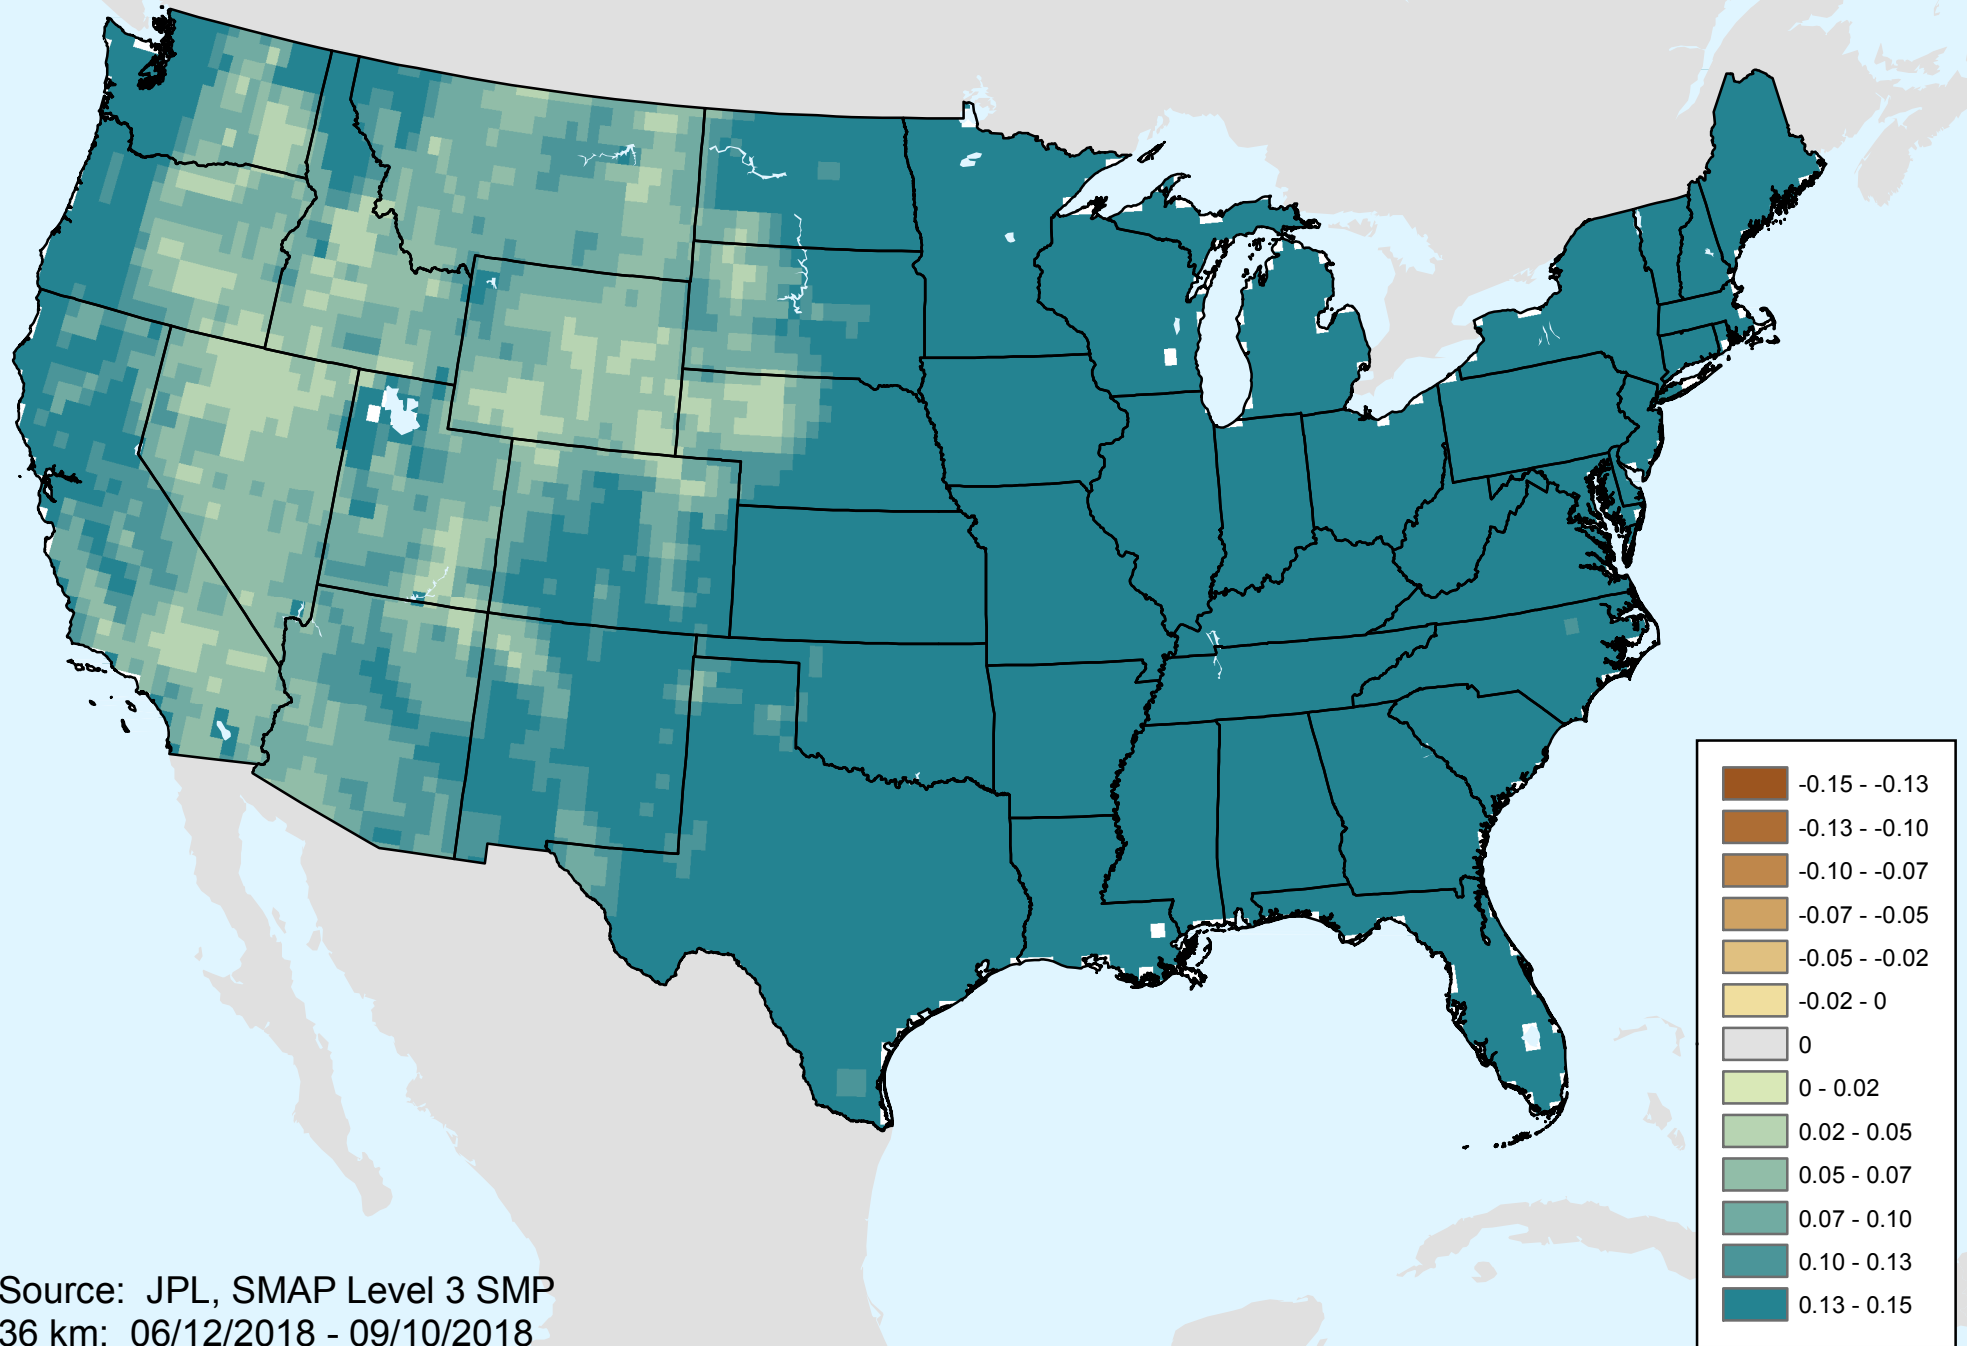 -0.15 - -0.13
-0.13 - -0.10
-0.10 - -0.07
-0.07 - -0.05
-0.05 - -0.02
-0.02 - 0
0
0 - 0.02
0.02 - 0.05
0.05 - 0.07
0.07 - 0.10
0.10 - 0.13
0.13 - 0.15
Source: JPL, SMAP Level 3 SMP
36 km: 06/12/2018 - 09/10/2018